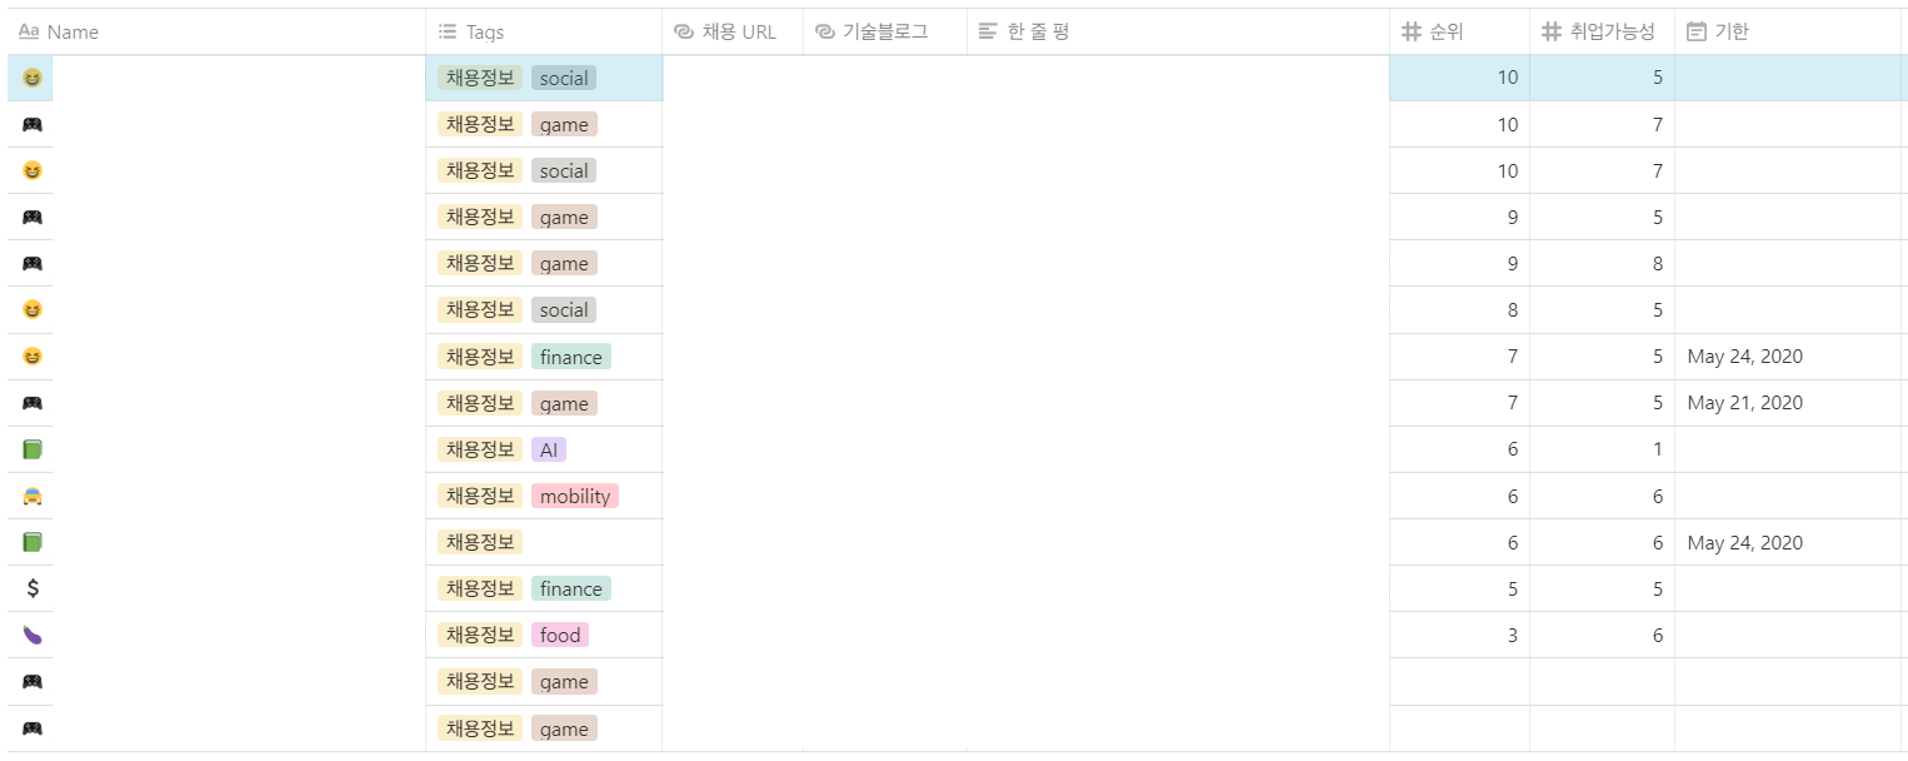 Aa Name Tags 채용 URL 기술블로그 한 줄 평 순위 취업가능성 기한
채용정보 social 10 5
채용정보 game 10 7
채용정보 social 10 7
채용정보 game 9 5
채용정보 game 9 8
채용정보 social 8 5
채용정보 finance 7 5 May 24, 2020
채용정보 game 7 5 May 21, 2020
채용정보 AI 6 1
채용정보 mobility 6 6
채용정보 6 6 May 24, 2020
$ 채용정보 finance 5 5
채용정보 food 3 6
채용정보 game
채용정보 game